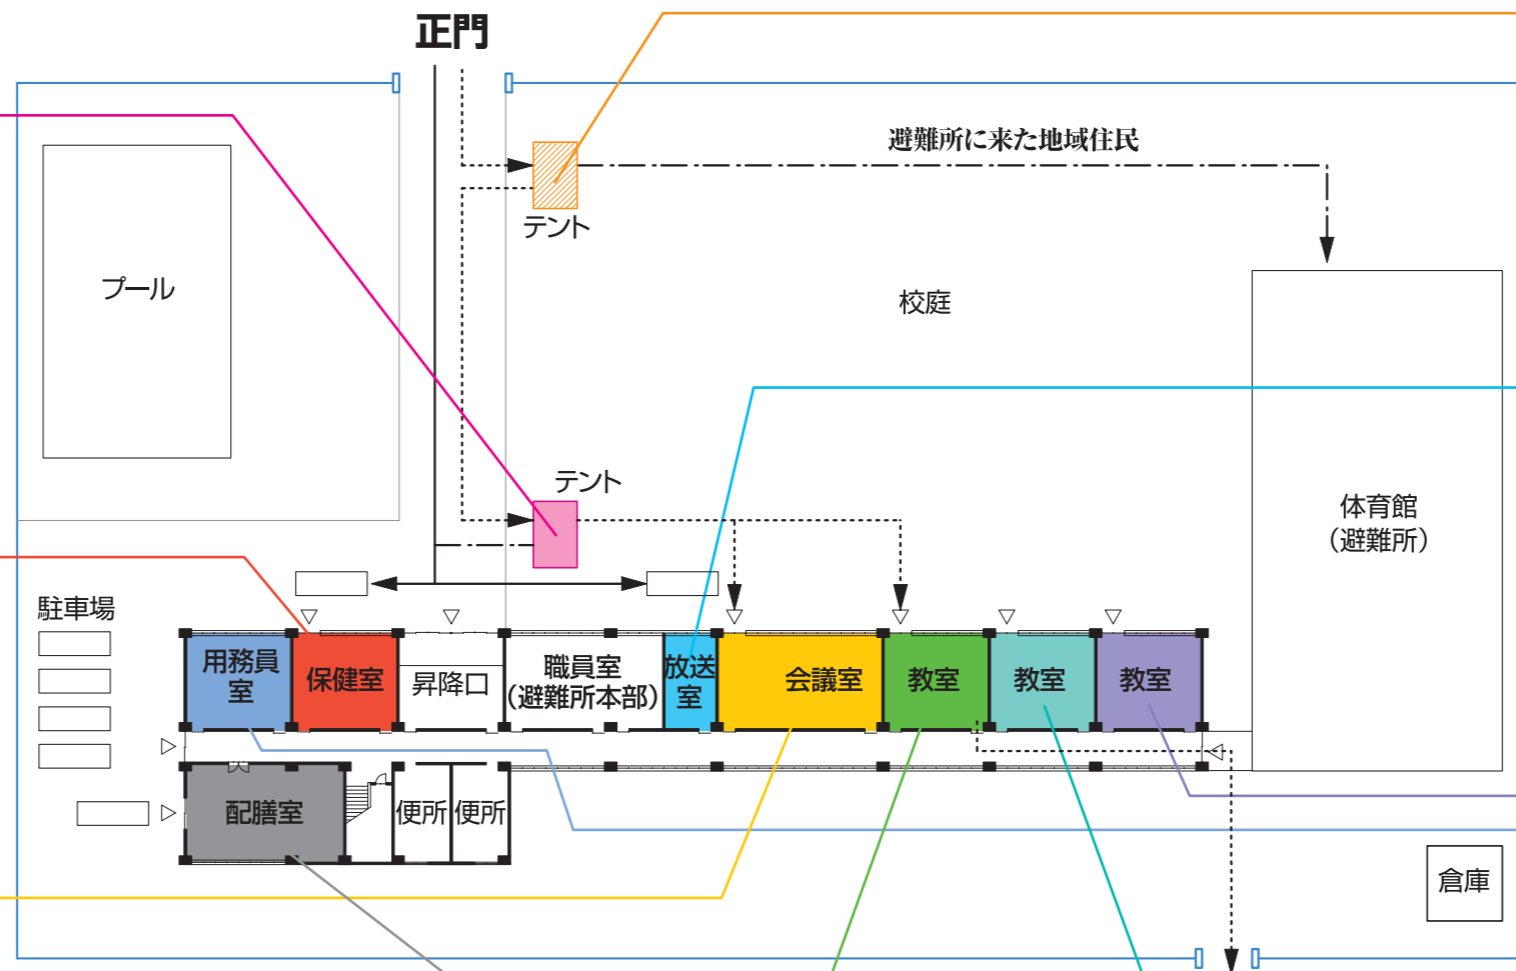 正門
避難所に来た地域住民
テント
プール
校庭
テント
体育館
(避難所)
駐車場
用務員
室
保健室
昇降口
職員室
(避難所本部)
放送
室
会議室
教室
教室
教室
配膳室
便所
便所
倉庫